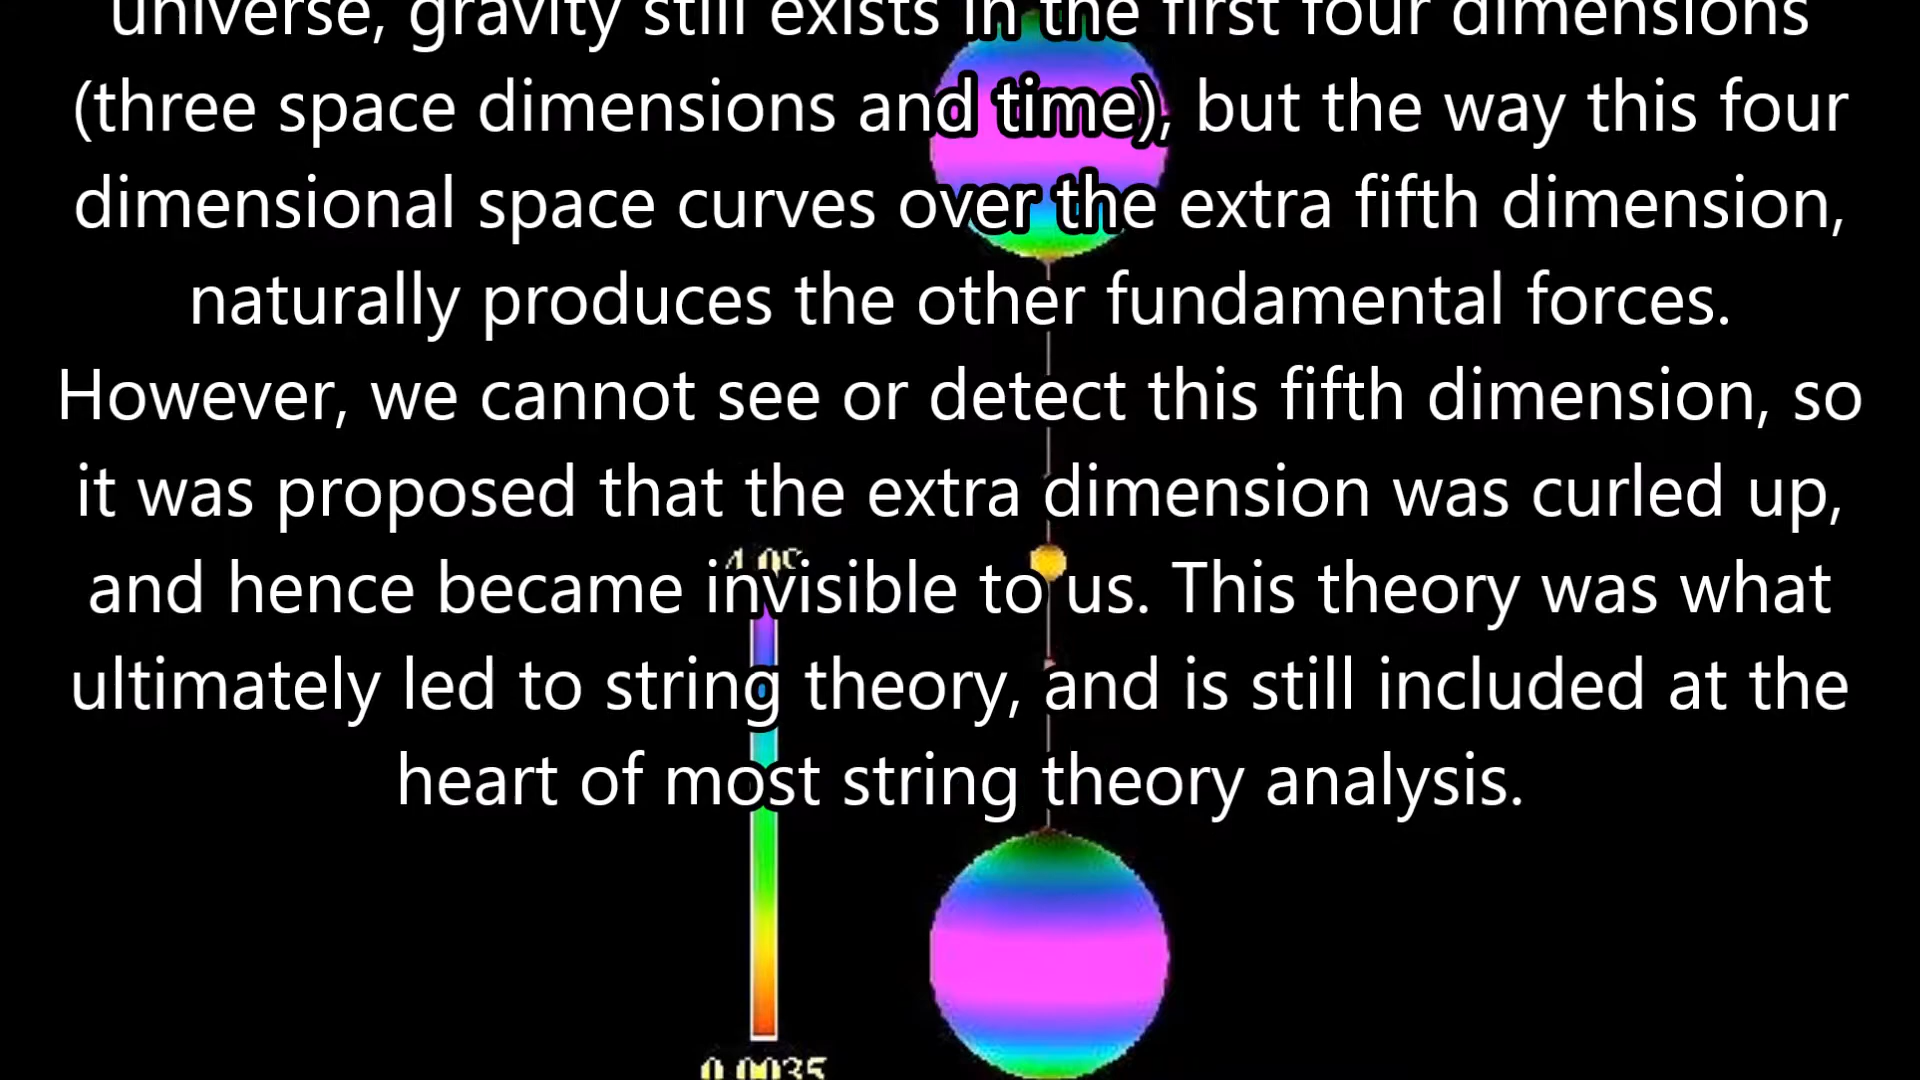 universe, gravity still exists in the first four dimensions
(three space dimensions and time), but the way this four
dimensional space curves over the extra fifth dimension,
naturally produces the other fundamental forces.
However, we cannot see or detect this fifth dimension, so
it was proposed that the extra dimension was curled up,
and hence became invisible to us. This theory was what
ultimately led to string theory, and is still included at the
heart of most string theory analysis.
0.0035